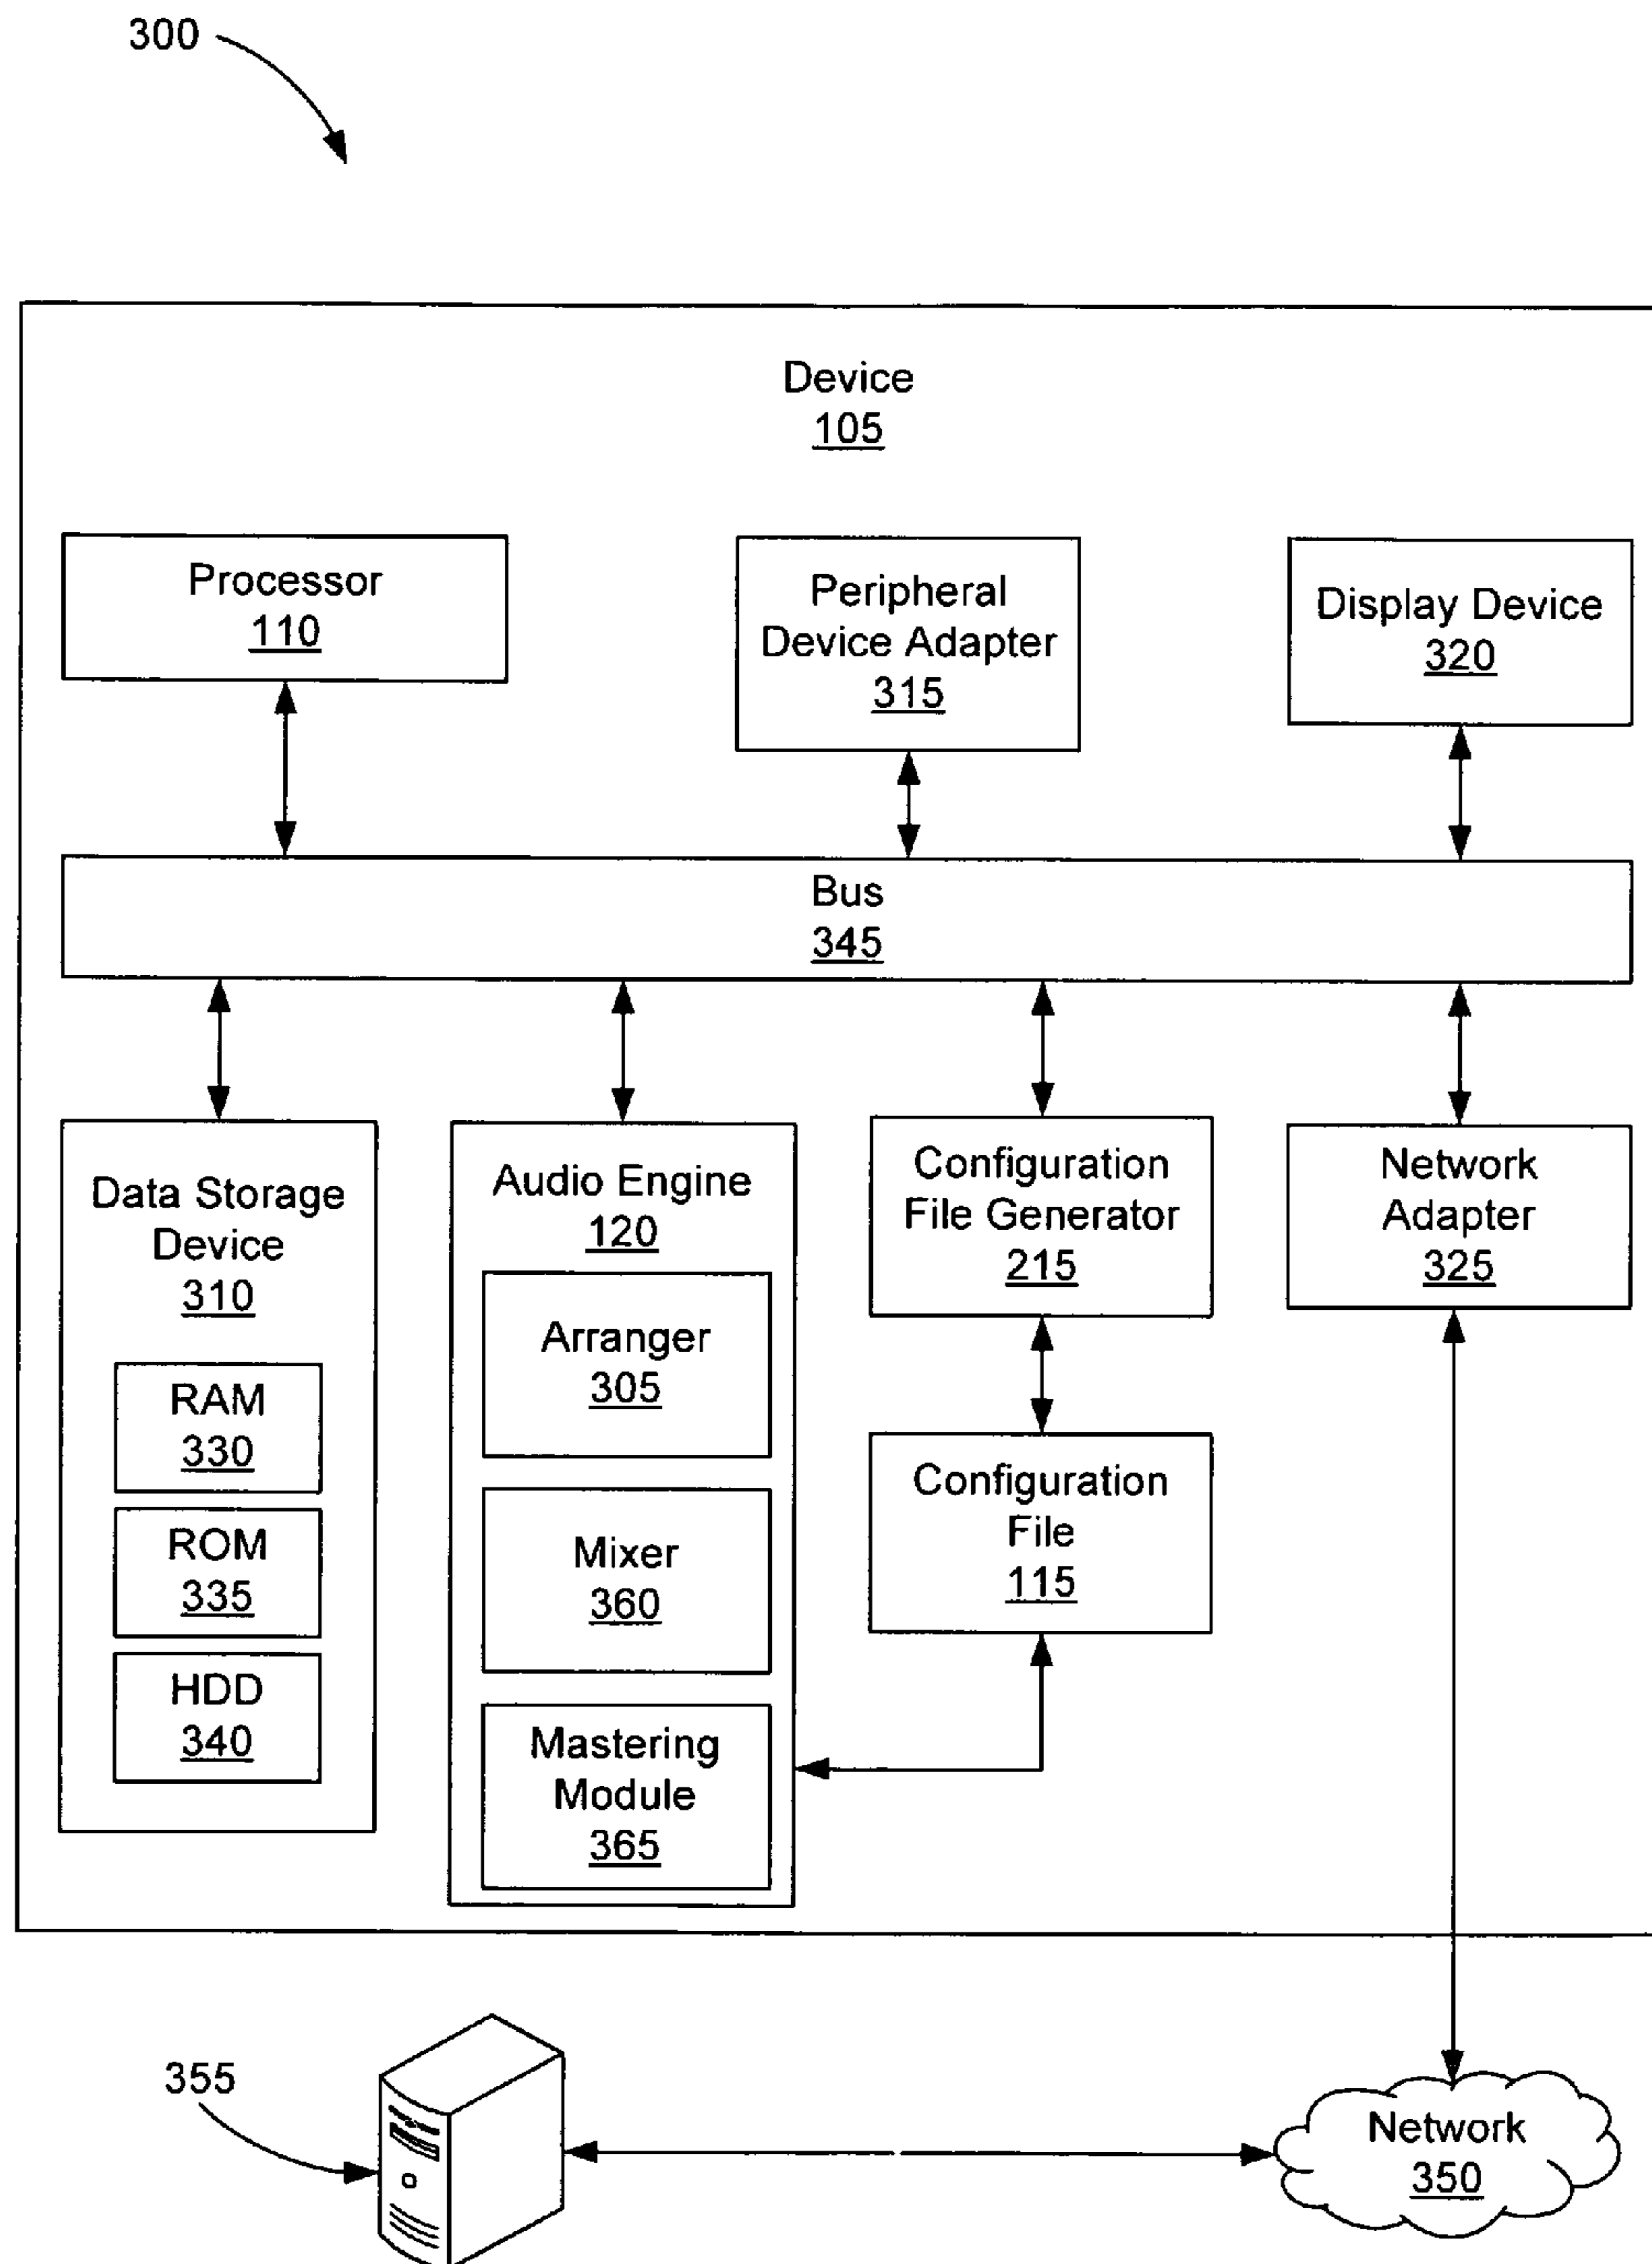 300
Device
105
Processor
110
Peripheral
Device Adapter
315
Display Device
320
Bus
345
Data Storage
Device
310
RAM
330
ROM
335
HDD
340
Audio Engine
120
Arranger
305
Mixer
360
Mastering
Module
365
Configuration
File Generator
215
Configuration
File
115
Network
Adapter
325
355
Network
350